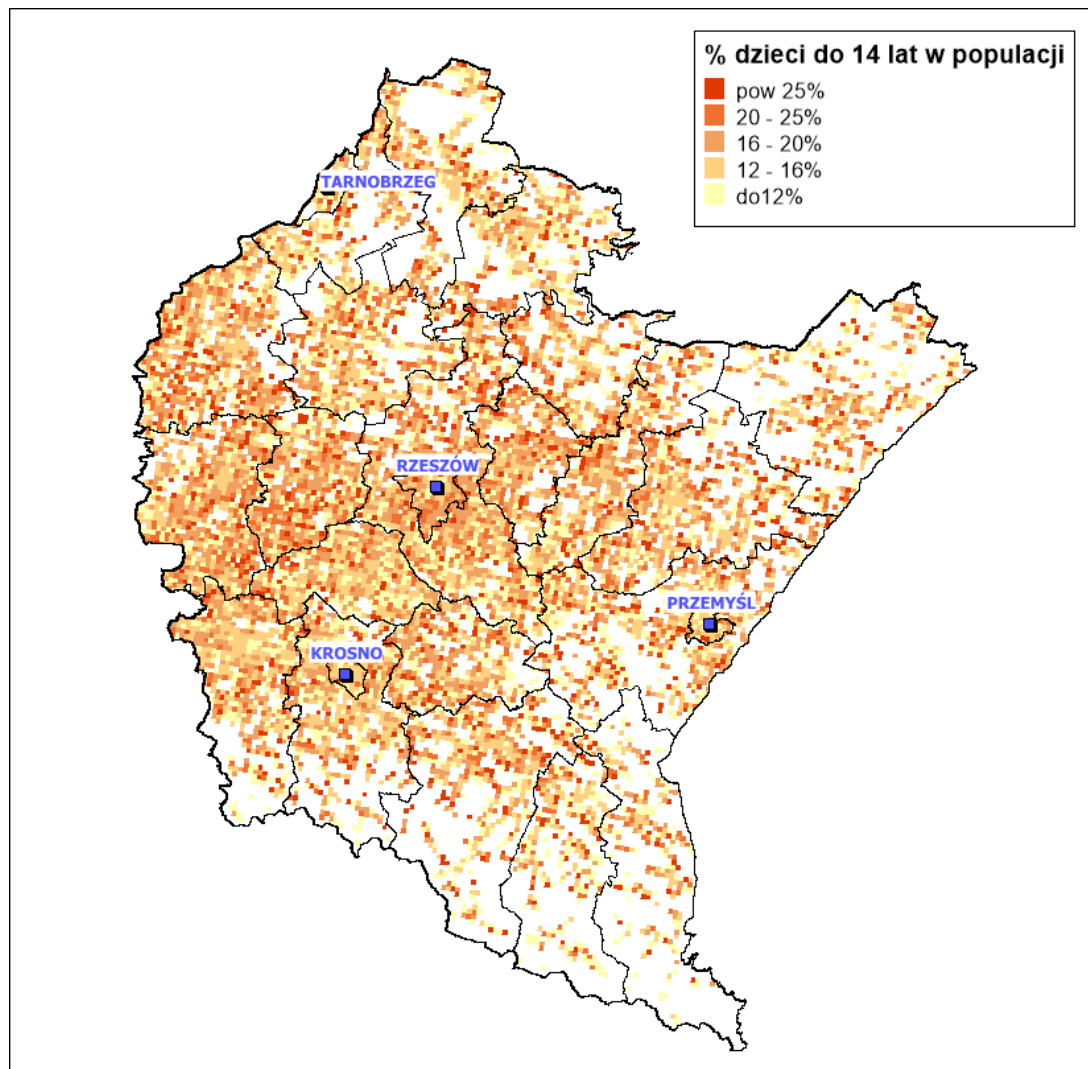 % dzieci do 14 lat w populacji
pow 25%
20 - 25%
16 - 20%
12 - 16%
do12%
TARNOBRZEG
RZESZÓW
PRZEMYŚL
KROSNO